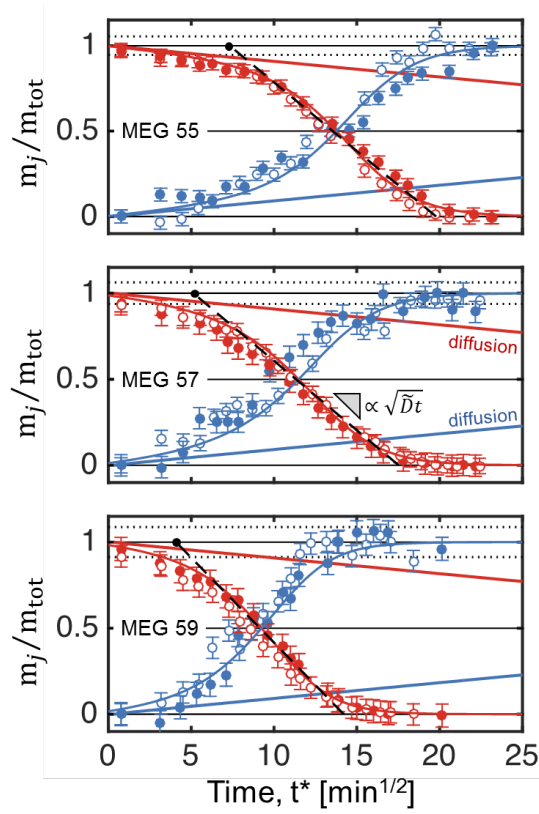 m_j/m_tot
1
0.5
0
MEG 55
m_j/m_tot
1
0.5
0
MEG 57
diffusion
∝ √D̃t
diffusion
m_j/m_tot
1
0.5
0
MEG 59
0 5 10 15 20 25
Time, t* [min^1/2]